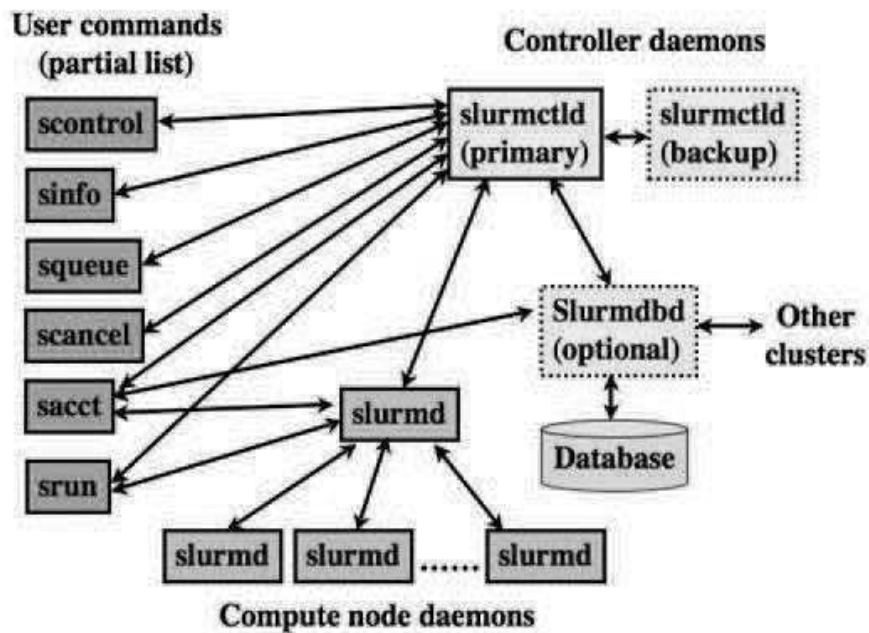 User commands
(partial list)
Controller daemons
scontrol
slurmctld
(primary)
slurmctld
(backup)
sinfo
squeue
scancel
Slurmdbd
(optional)
Other
clusters
sacct
slurmd
Database
srun
slurmd
slurmd
......
slurmd
Compute node daemons